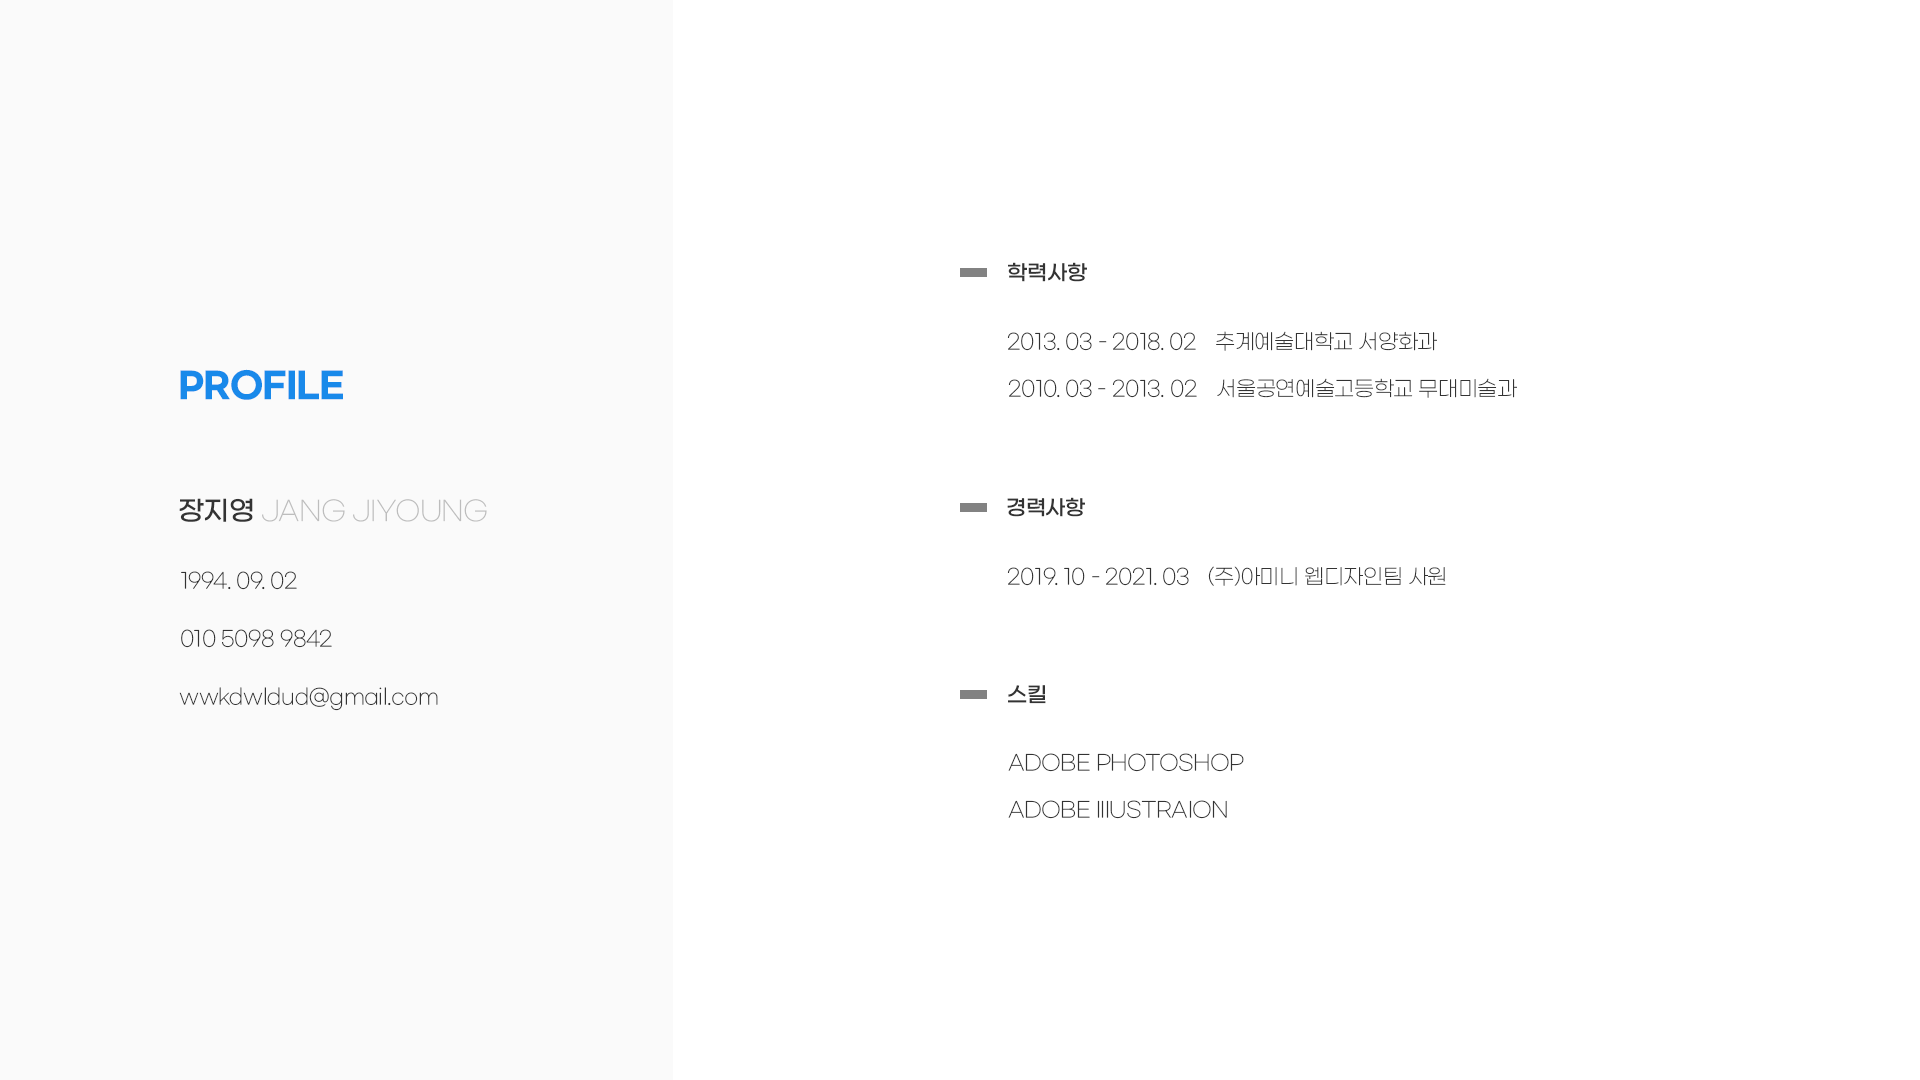 PROFILE
장지영 JANG JIYOUNG
1994. 09. 02
010 5098 9842
wwkdwldud@gmail.com
학력사항
2013. 03 - 2018. 02 추계예술대학교 서양화과
2010. 03 - 2013. 02 서울공연예술고등학교 무대미술과
경력사항
2019. 10 - 2021. 03 (주)아미니 웹디자인팀 사원
스킬
ADOBE PHOTOSHOP
ADOBE IllUSTRAION